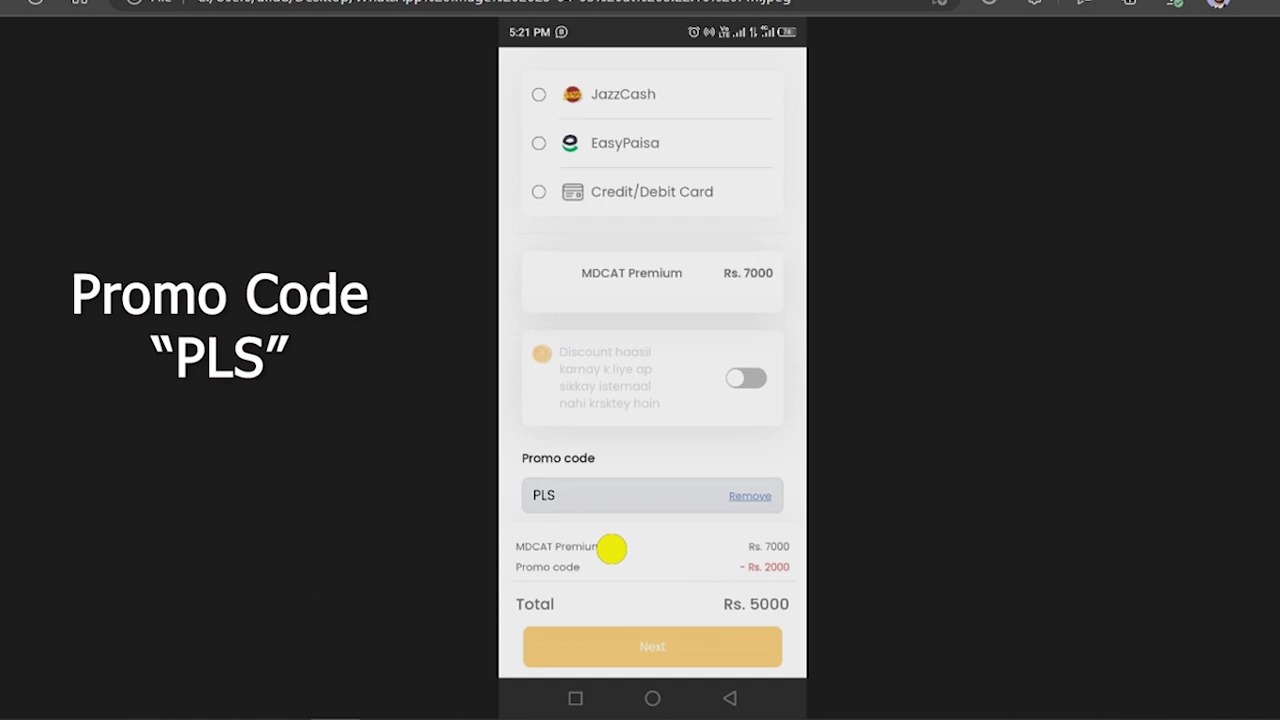 5:21 PM
JazzCash
EasyPaisa
Credit/Debit Card
MDCAT Premium Rs. 7000
Discount haasil
karnay k liye ap
sikkay istemaal
nahi krsktey hain
Promo code
PLS Remove
MDCAT Premium Rs. 7000
Promo code - Rs. 2000
Total Rs. 5000
Next
Promo Code
“PLS”